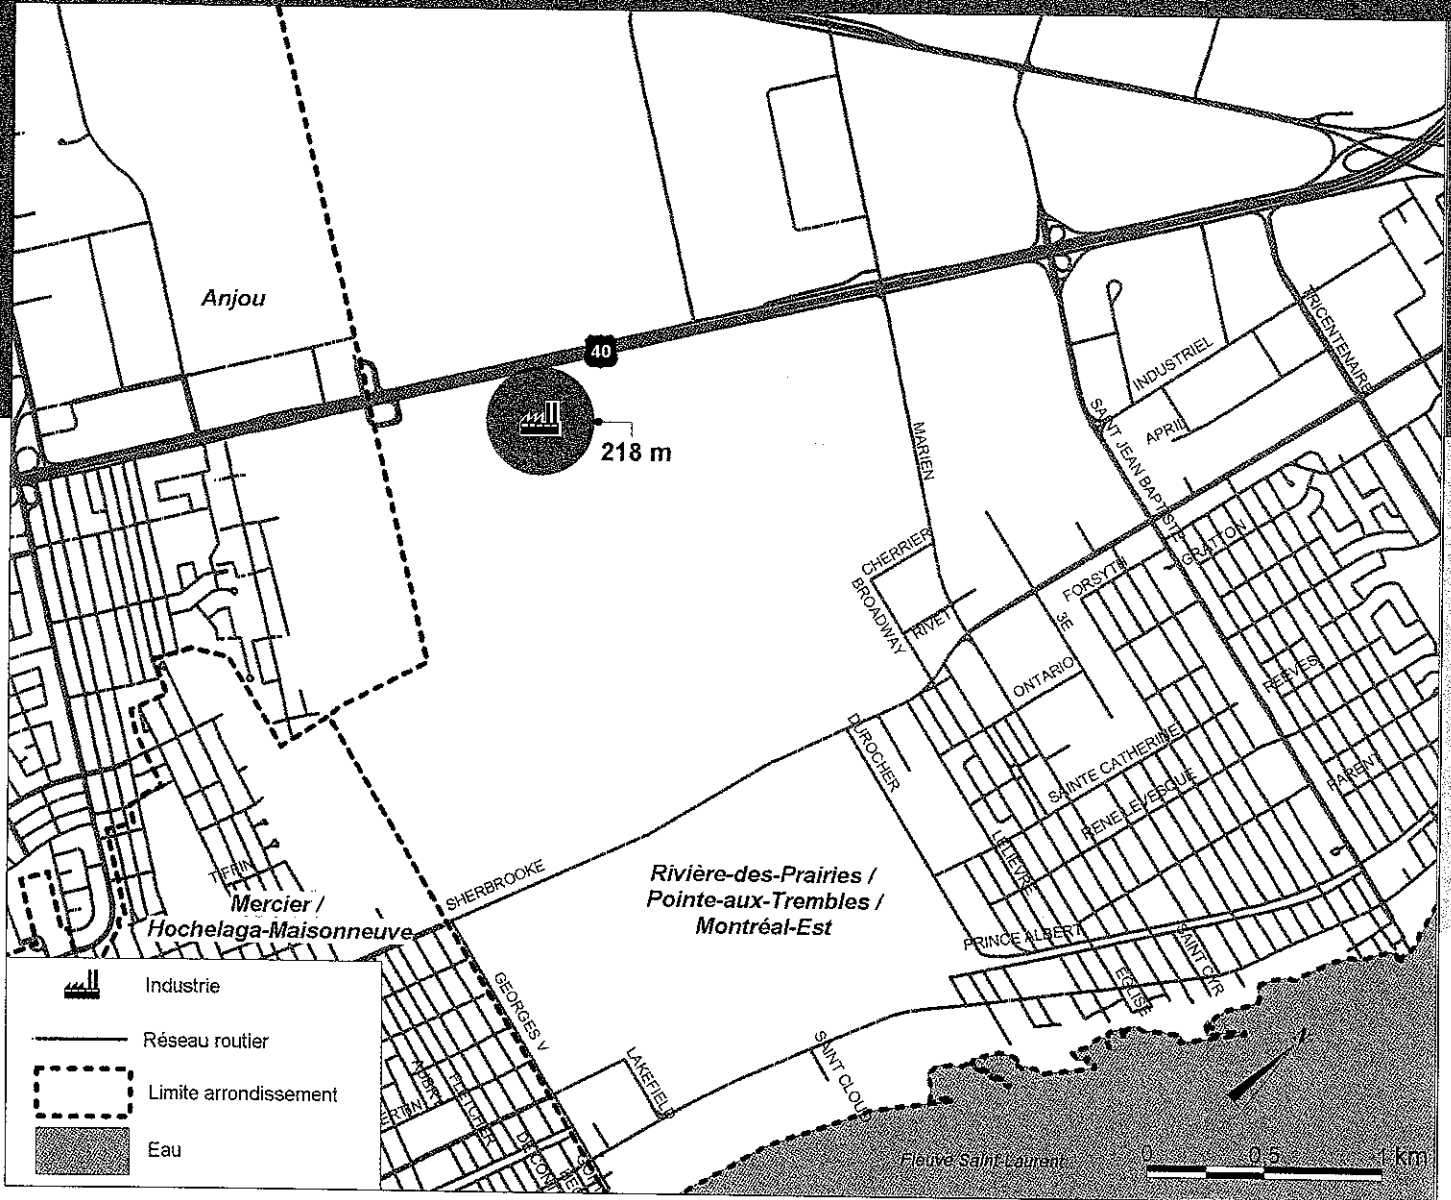 Anjou
40
218 m
TRICENTENAIRE
INDUSTRIEL
APRIL
SAINT JEAN BAPTISTE
MARIEN
CHERRIER
BROADWAY
RIVET
FORSYTH
GRATTON
3E
ONTARIO
REEVES
DUROCHER
SAINTE CATHERINE
RENE LEVESQUE
PARENT
LELIEVRE
TIFFIN
SHERBROOKE
Mercier /
Hochelaga-Maisonneuve
Rivière-des-Prairies /
Pointe-aux-Trembles /
Montréal-Est
PRINCE ALBERT
SAINT CYR
EGLISE
GEORGES V
LAKEFIELD
SAINT CLOUD
AUBRY
FLETCHER
Industrie
Réseau routier
Limite arrondissement
Eau
Fleuve Saint-Laurent
0 0,5 1 km